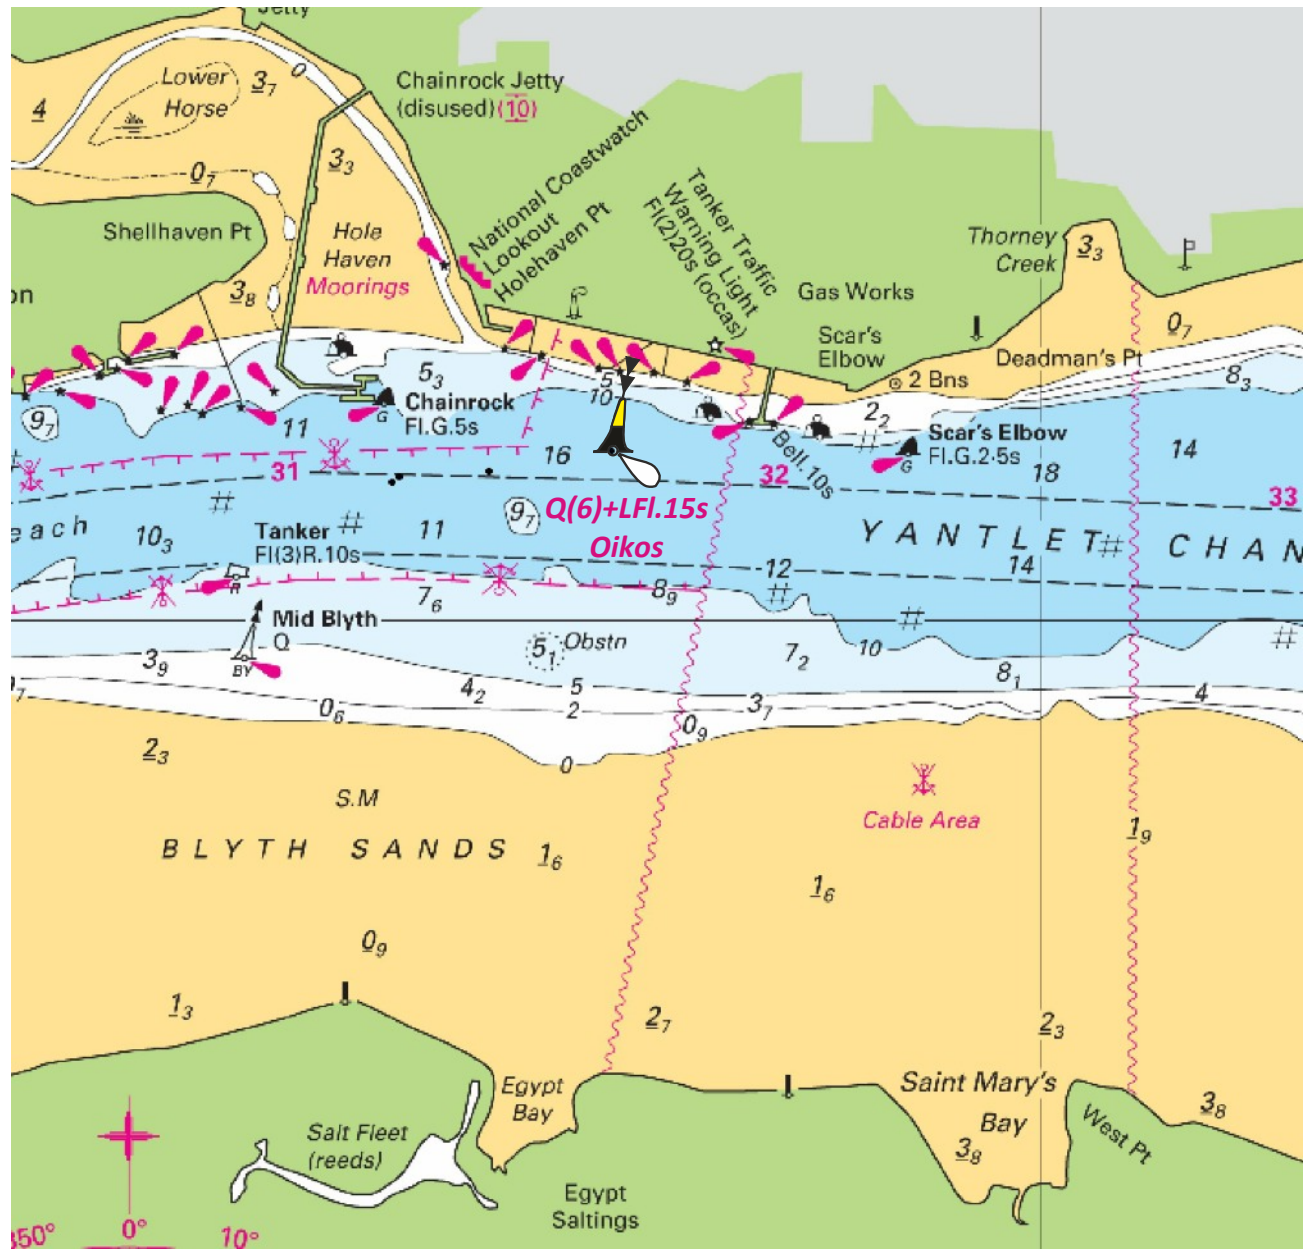 Jetty
Lower
Horse
3₇
0
4
Chainrock Jetty
(disused) (10)
3₃
0₇
National Coastwatch
Lookout
Holehaven Pt
Tanker Traffic
Warning Light
Fl(2)20s (occas)
Shellhaven Pt
Hole
Haven
Moorings
Thorney
Creek
3₃
on
3₈
Gas Works
Scar's
Elbow
0₇
Deadman's Pt
2 Bns
5₃
5
10
8₃
9₇
Chainrock
Fl.G.5s
G
11
2₂
Scar's Elbow
Fl.G.2·5s
G
14
16
Bell.10s
31
32
18
33
Q(6)+LFl.15s
Oikos
9₇
each
10₃
Tanker
Fl(3)R.10s
R
11
YANTLET CHAN
12
14
7₆
8₉
Mid Blyth
Q
BY
3₉
5₁
Obstn
7₂
10
8₁
0₇
4₂
5
2
3₇
4
0₆
0₉
2₃
0
S.M
Cable Area
BLYTH SANDS
1₆
1₉
1₆
0₉
1₃
2₇
2₃
Egypt
Bay
Saint Mary's
Bay
3₈
3₈
West Pt
Salt Fleet
(reeds)
Egypt
Saltings
350°
0°
10°